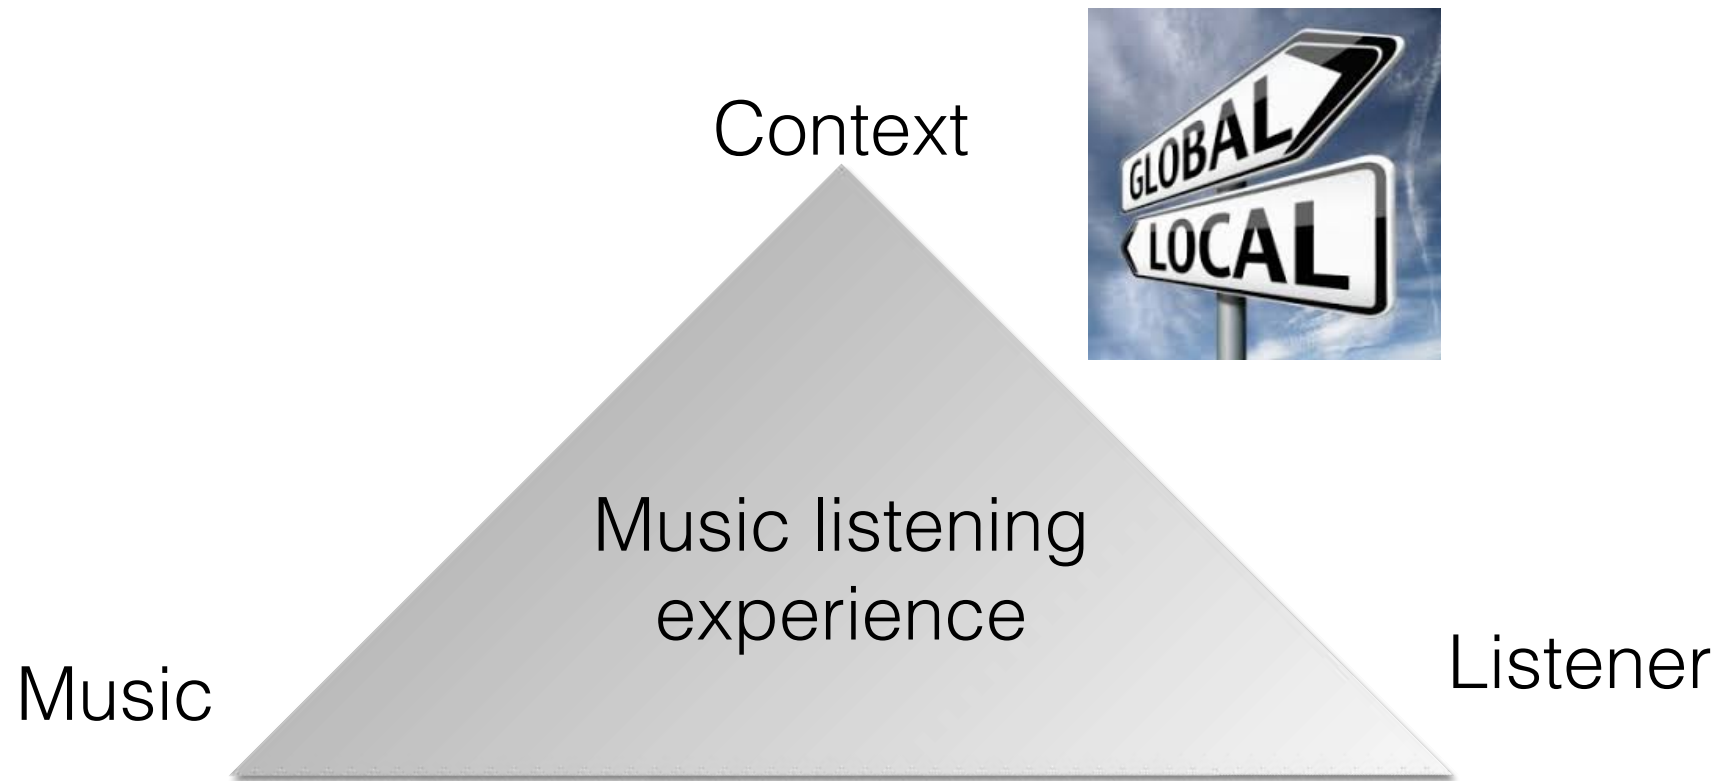 Context
GLOBAL
LOCAL
Music listening
experience
Music
Listener